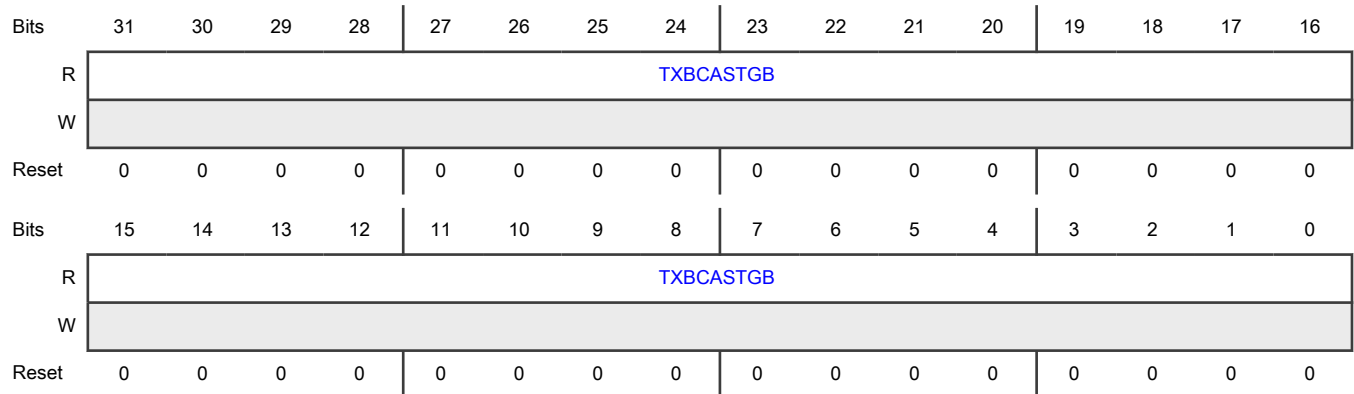 Bits 31 30 29 28 27 26 25 24 23 22 21 20 19 18 17 16
R TXBCASTGB
W
Reset 0 0 0 0 0 0 0 0 0 0 0 0 0 0 0 0
Bits 15 14 13 12 11 10 9 8 7 6 5 4 3 2 1 0
R TXBCASTGB
W
Reset 0 0 0 0 0 0 0 0 0 0 0 0 0 0 0 0